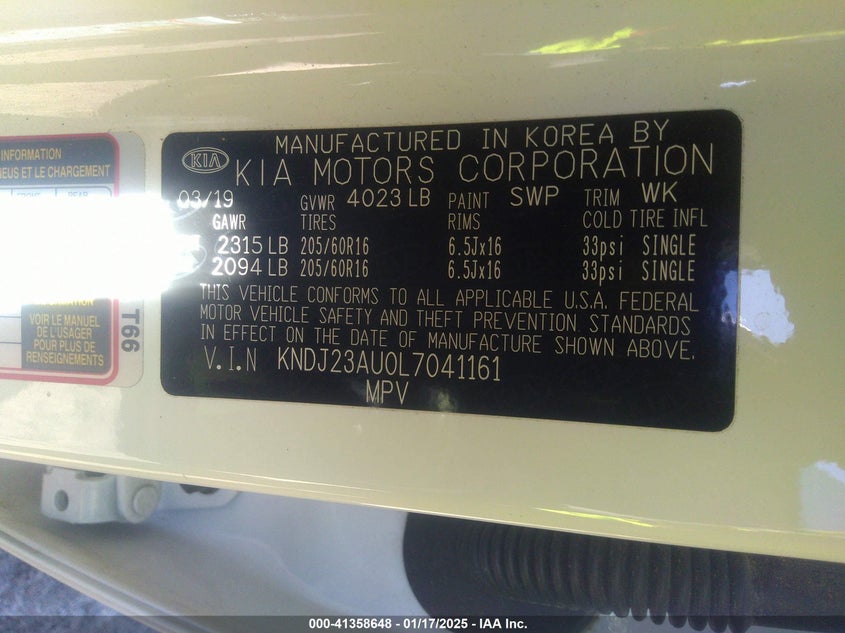 INFORMATION
NEUS ET LE CHARGEMENT
VOIR LE MANUEL
DE L'USAGER
POUR PLUS DE
RENSEIGNEMENTS
T66
MANUFACTURED IN KOREA BY
KIA KIA MOTORS CORPORATION
03/19 GVWR 4023 LB PAINT SWP TRIM WK
GAWR TIRES RIMS COLD TIRE INFL
2315 LB 205/60R16 6.5Jx16 33psi SINGLE
2094 LB 205/60R16 6.5Jx16 33psi SINGLE
THIS VEHICLE CONFORMS TO ALL APPLICABLE U.S.A. FEDERAL
MOTOR VEHICLE SAFETY AND THEFT PREVENTION STANDARDS
IN EFFECT ON THE DATE OF MANUFACTURE SHOWN ABOVE.
V.I.N KNDJ23AU0L7041161
MPV
000-41358648 - 01/17/2025 - IAA Inc.